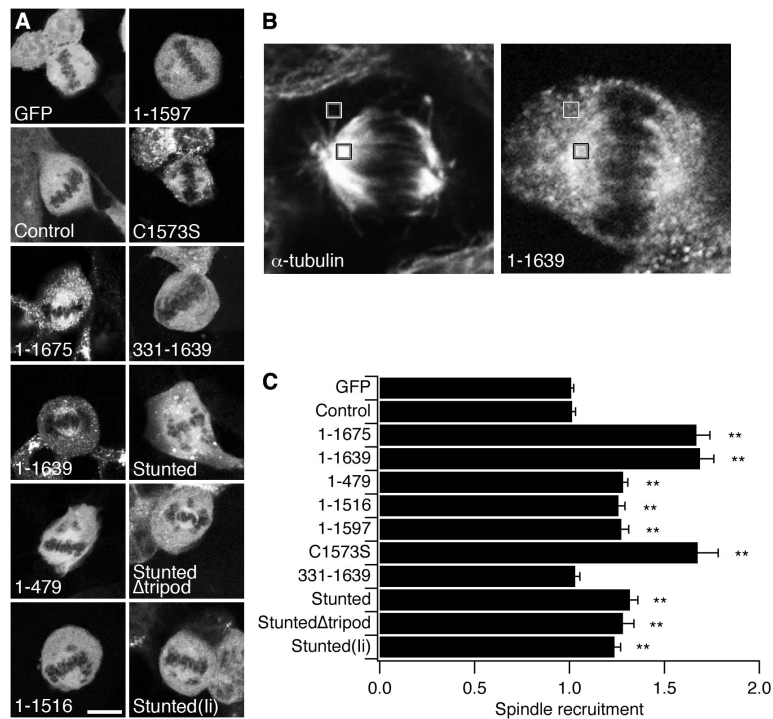 A
GFP
1-1597
Control
C1573S
1-1675
331-1639
1-1639
Stunted
1-479
Stunted
Δtripod
1-1516
Stunted(li)
B
α-tubulin
1-1639
C
GFP
Control
1-1675 **
1-1639 **
1-479 **
1-1516 **
1-1597 **
C1573S **
331-1639
Stunted **
StuntedΔtripod **
Stunted(li) **
0.0 0.5 1.0 1.5 2.0
Spindle recruitment